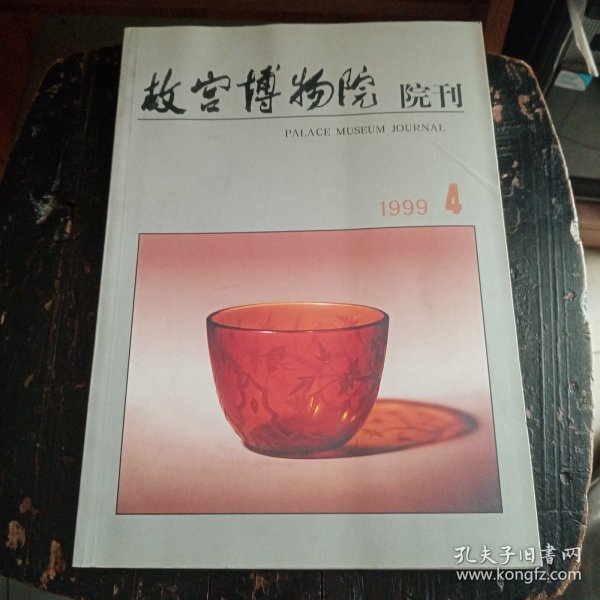 故宫博物院 院刊
PALACE MUSEUM JOURNAL
1999 4
孔夫子旧书网
www.kongfz.com